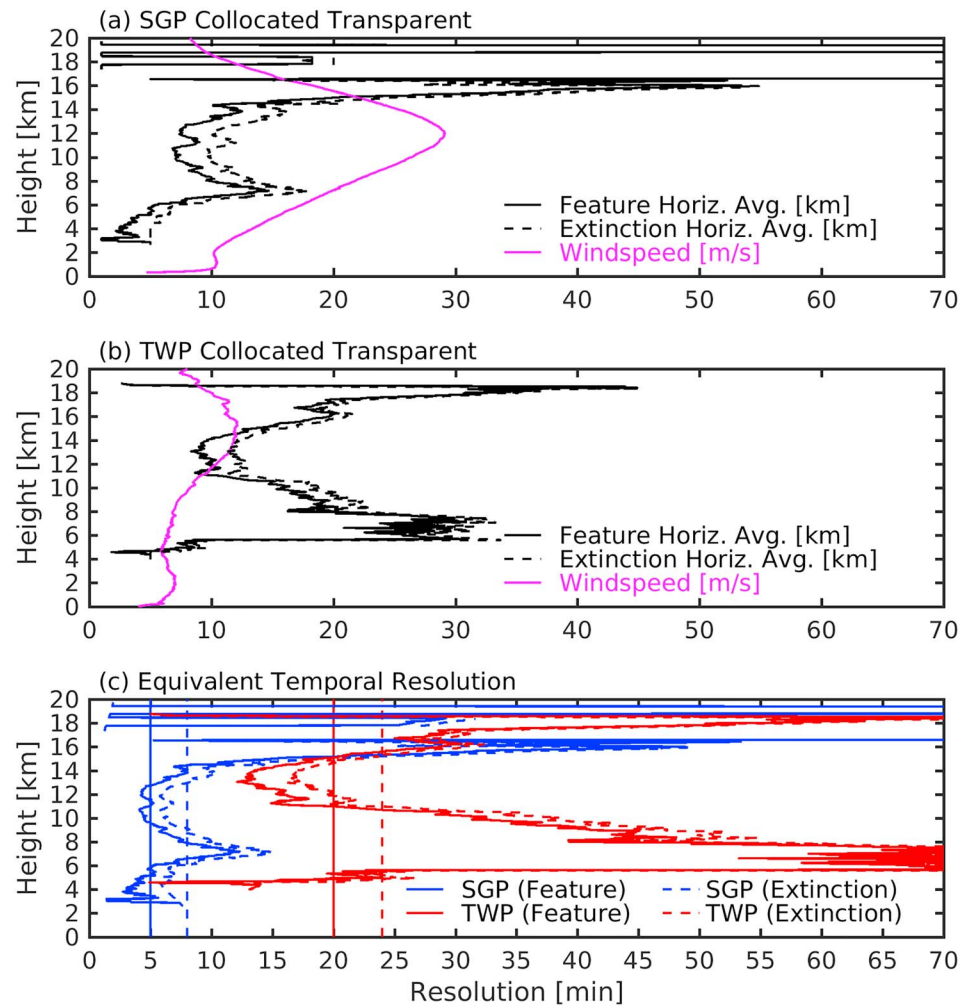 (a) SGP Collocated Transparent
20
18
16
14
12
10
8
6
4
2
0
Height [km]
Feature Horiz. Avg. [km]
Extinction Horiz. Avg. [km]
Windspeed [m/s]
0 10 20 30 40 50 60 70
(b) TWP Collocated Transparent
20
18
16
14
12
10
8
6
4
2
0
Height [km]
Feature Horiz. Avg. [km]
Extinction Horiz. Avg. [km]
Windspeed [m/s]
0 10 20 30 40 50 60 70
(c) Equivalent Temporal Resolution
20
18
16
14
12
10
8
6
4
2
0
Height [km]
SGP (Feature) SGP (Extinction)
TWP (Feature) TWP (Extinction)
0 5 10 15 20 25 30 35 40 45 50 55 60 65 70
Resolution [min]